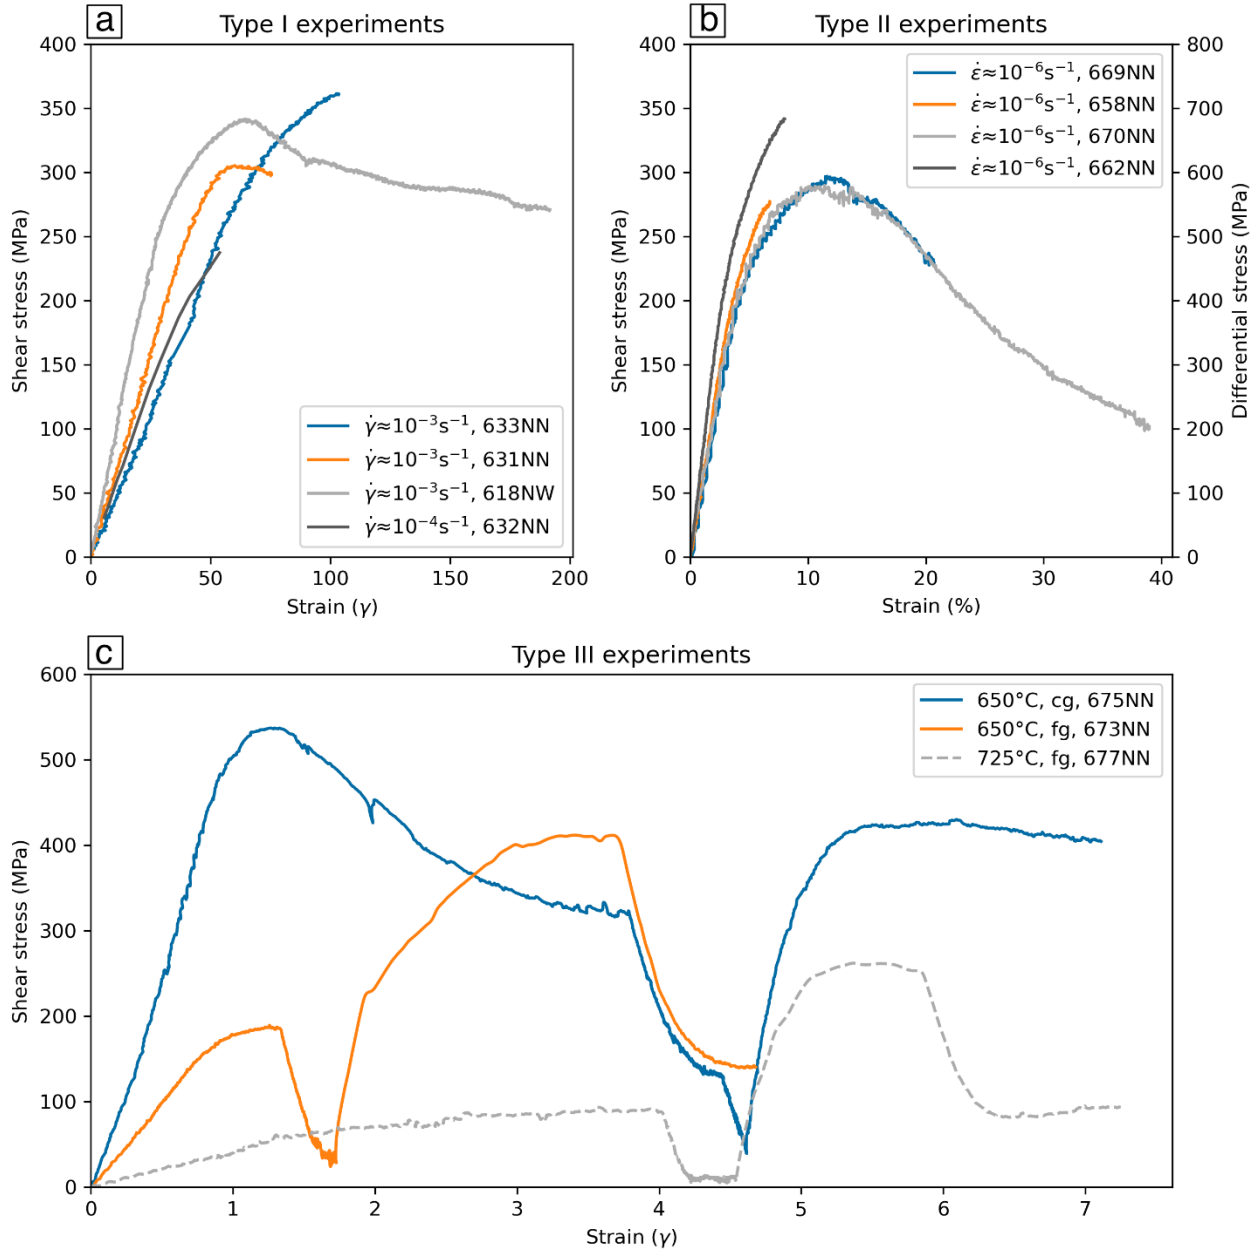 a
Type I experiments
400
350
300
250
200
150
100
50
0
Shear stress (MPa)
γ̇≈10⁻³s⁻¹, 633NN
γ̇≈10⁻³s⁻¹, 631NN
γ̇≈10⁻³s⁻¹, 618NW
γ̇≈10⁻⁴s⁻¹, 632NN
0 50 100 150 200
Strain (γ)
b
Type II experiments
400
350
300
250
200
150
100
50
0
Shear stress (MPa)
ε̇≈10⁻⁶s⁻¹, 669NN
ε̇≈10⁻⁶s⁻¹, 658NN
ε̇≈10⁻⁶s⁻¹, 670NN
ε̇≈10⁻⁶s⁻¹, 662NN
800
700
600
500
400
300
200
100
0
Differential stress (MPa)
0 10 20 30 40
Strain (%)
c
Type III experiments
600
500
400
300
200
100
0
Shear stress (MPa)
650°C, cg, 675NN
650°C, fg, 673NN
725°C, fg, 677NN
0 1 2 3 4 5 6 7
Strain (γ)